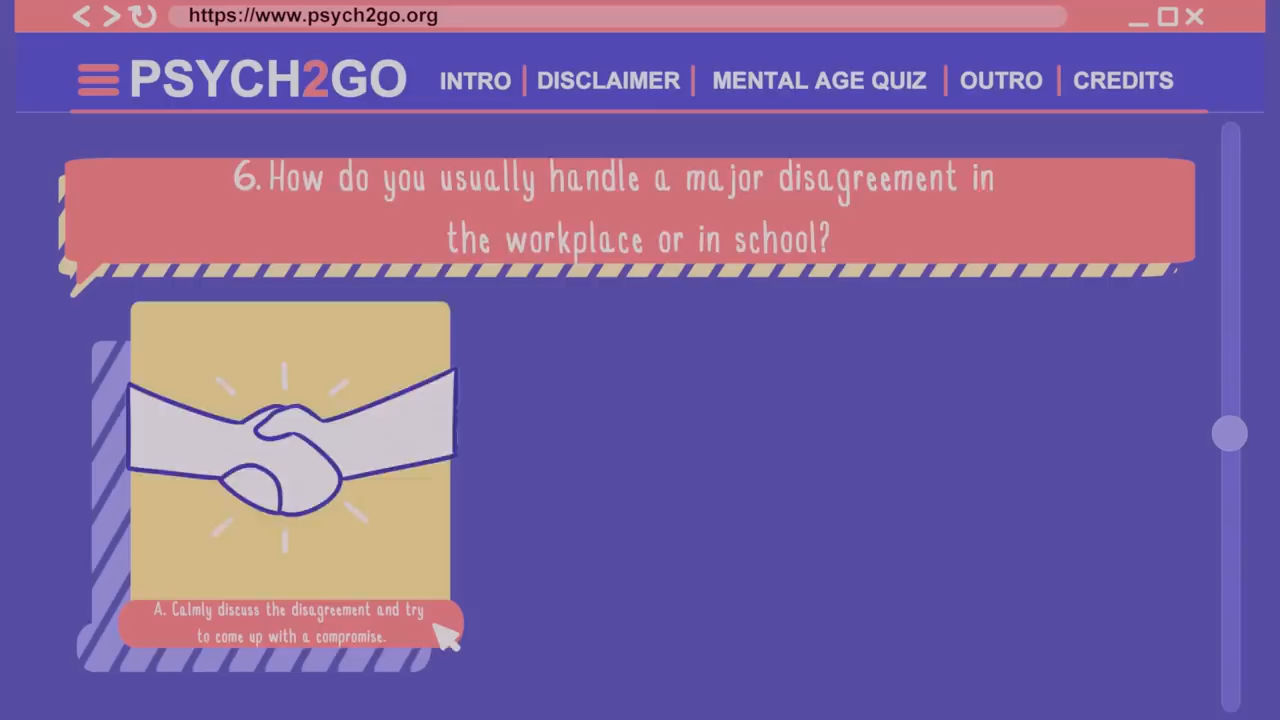 https://www.psych2go.org
PSYCH2GO INTRO DISCLAIMER MENTAL AGE QUIZ OUTRO CREDITS
6. How do you usually handle a major disagreement in
the workplace or in school?
A. Calmly discuss the disagreement and try
to come up with a compromise.